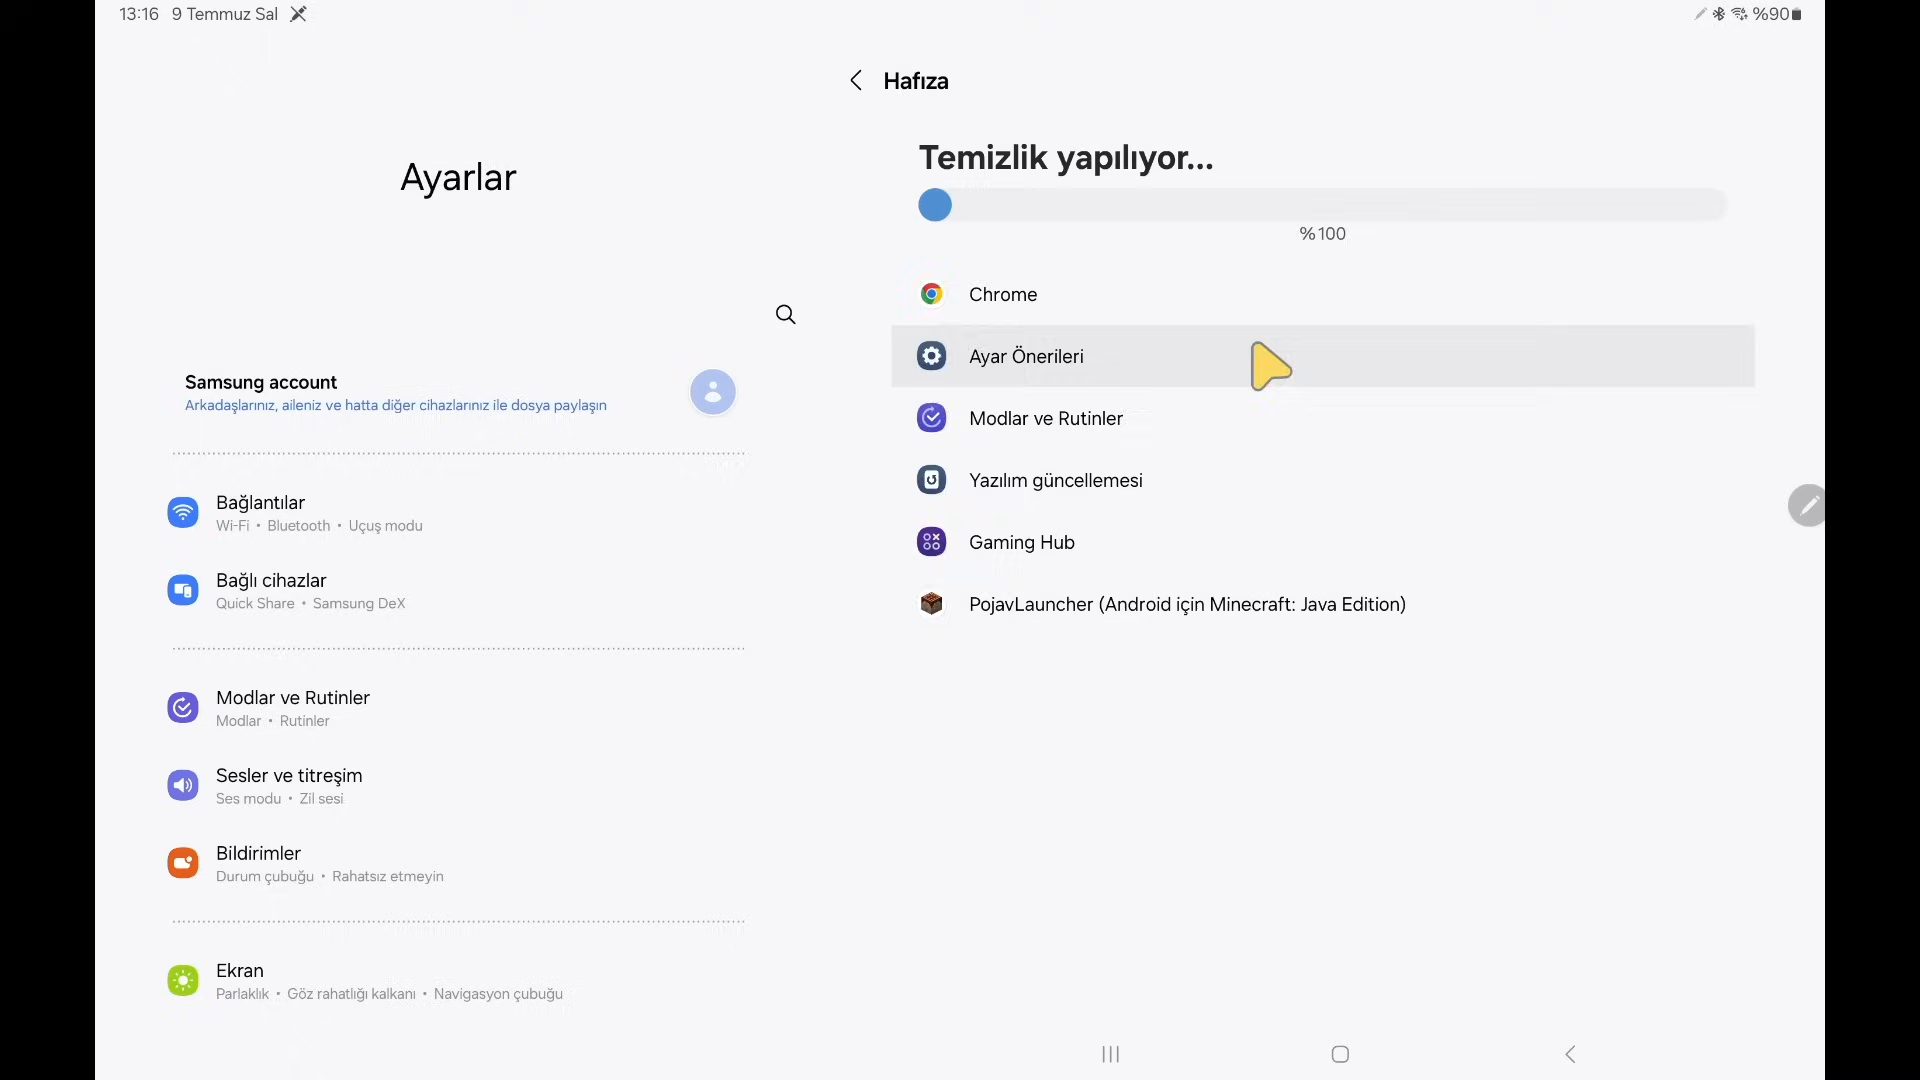 13:16 9 Temmuz Sal
%90
Ayarlar
Samsung account
Arkadaşlarınız, aileniz ve hatta diğer cihazlarınız ile dosya paylaşın
Bağlantılar
Wi-Fi • Bluetooth • Uçuş modu
Bağlı cihazlar
Quick Share • Samsung DeX
Modlar ve Rutinler
Modlar • Rutinler
Sesler ve titreşim
Ses modu • Zil sesi
Bildirimler
Durum çubuğu • Rahatsız etmeyin
Ekran
Parlaklık • Göz rahatlığı kalkanı • Navigasyon çubuğu
Hafıza
Temizlik yapılıyor...
%100
Chrome
Ayar Önerileri
Modlar ve Rutinler
Yazılım güncellemesi
Gaming Hub
PojavLauncher (Android için Minecraft: Java Edition)